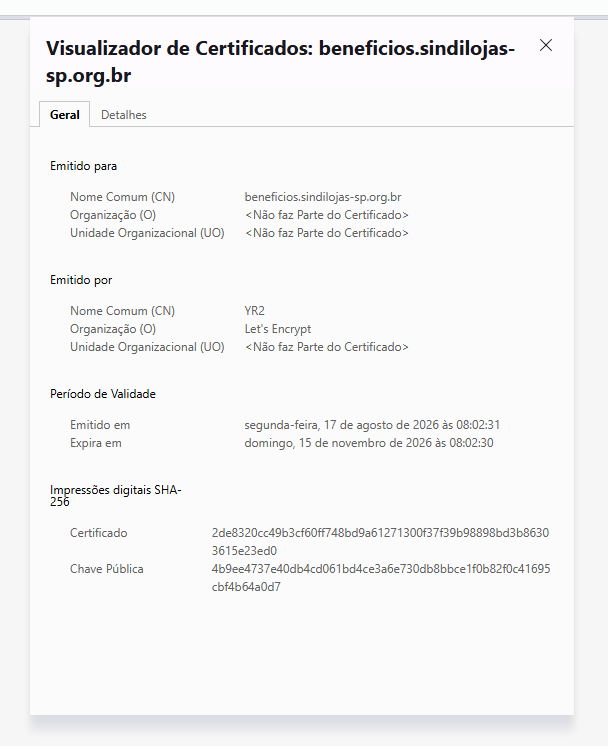 Visualizador de Certificados: beneficios.sindilojas-
sp.org.br
Geral Detalhes
Emitido para
Nome Comum (CN) beneficios.sindilojas-sp.org.br
Organização (O) <Não faz Parte do Certificado>
Unidade Organizacional (UO) <Não faz Parte do Certificado>
Emitido por
Nome Comum (CN) YR2
Organização (O) Let's Encrypt
Unidade Organizacional (UO) <Não faz Parte do Certificado>
Período de Validade
Emitido em segunda-feira, 17 de agosto de 2026 às 08:02:31
Expira em domingo, 15 de novembro de 2026 às 08:02:30
Impressões digitais SHA-
256
Certificado 2de8320cc49b3cf60ff748bd9a61271300f37f39b98898bd3b8630
3615e23ed0
Chave Pública 4b9ee4737e40db4cd061bd4ce3a6e730db8bbce1f0b82f0c41695
cbf4b64a0d7